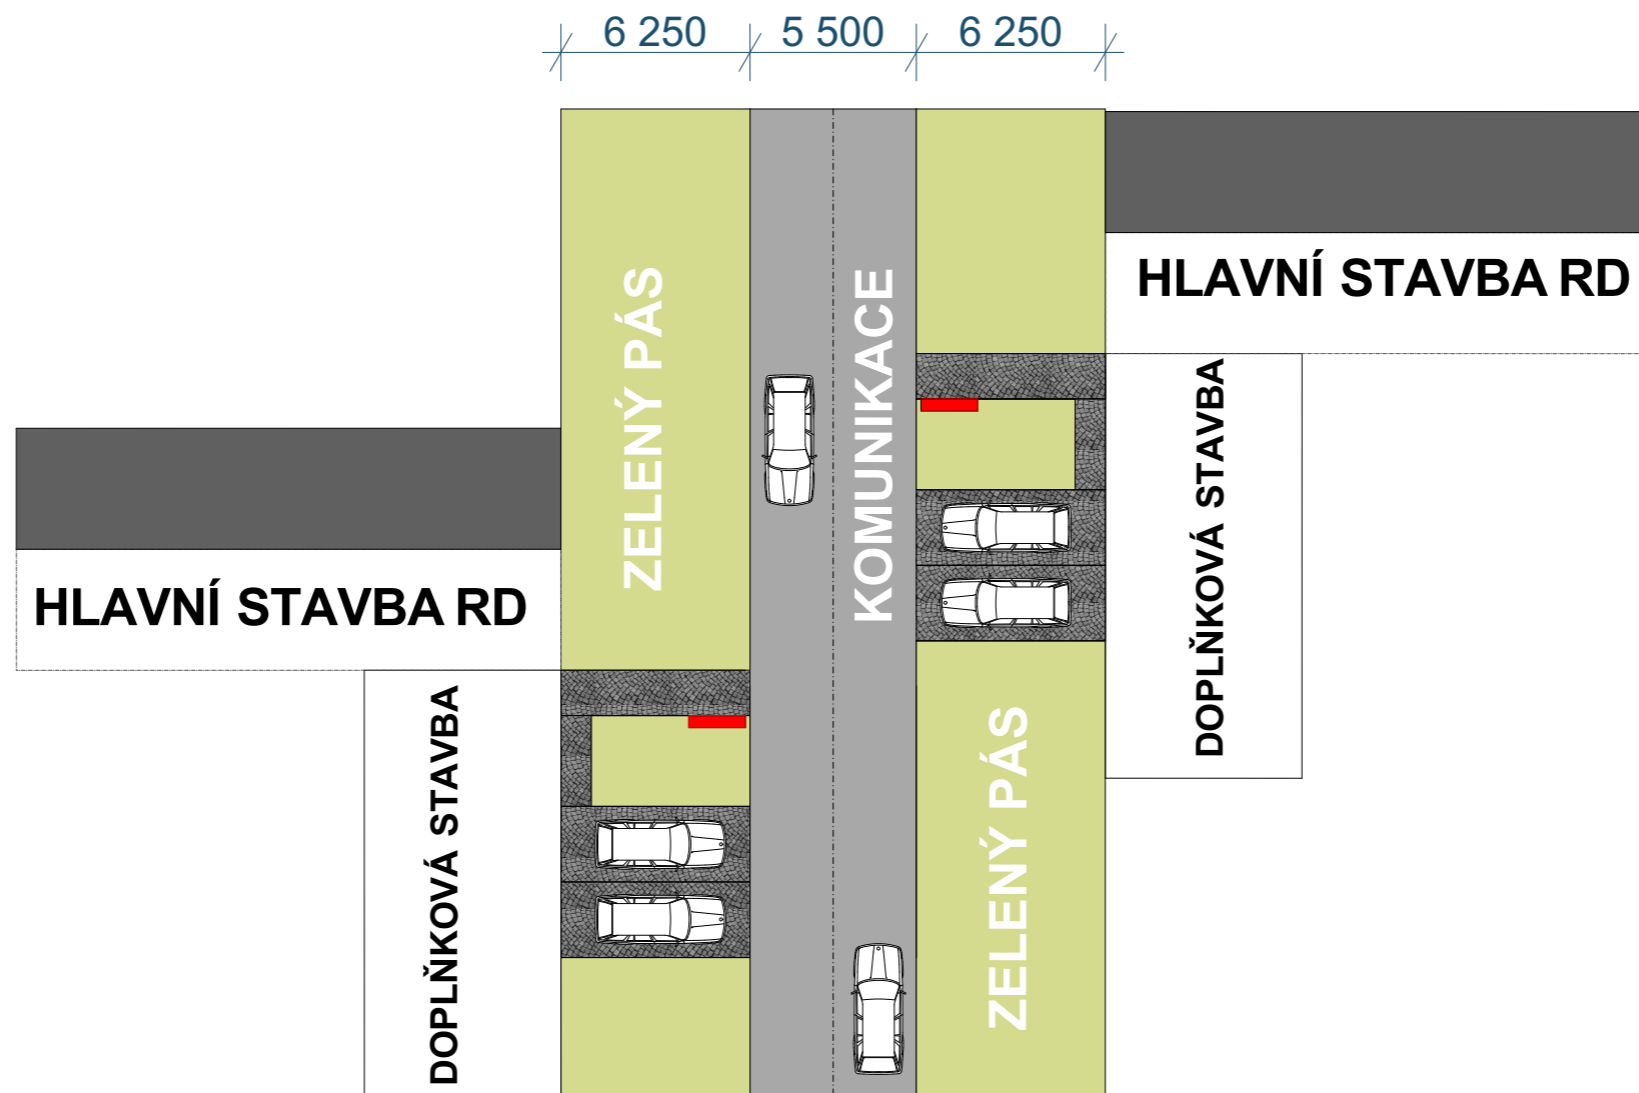 6 250 5 500 6 250
ZELENÝ PÁS
KOMUNIKACE
HLAVNÍ STAVBA RD
DOPLŇKOVÁ STAVBA
HLAVNÍ STAVBA RD
DOPLŇKOVÁ STAVBA
ZELENÝ PÁS